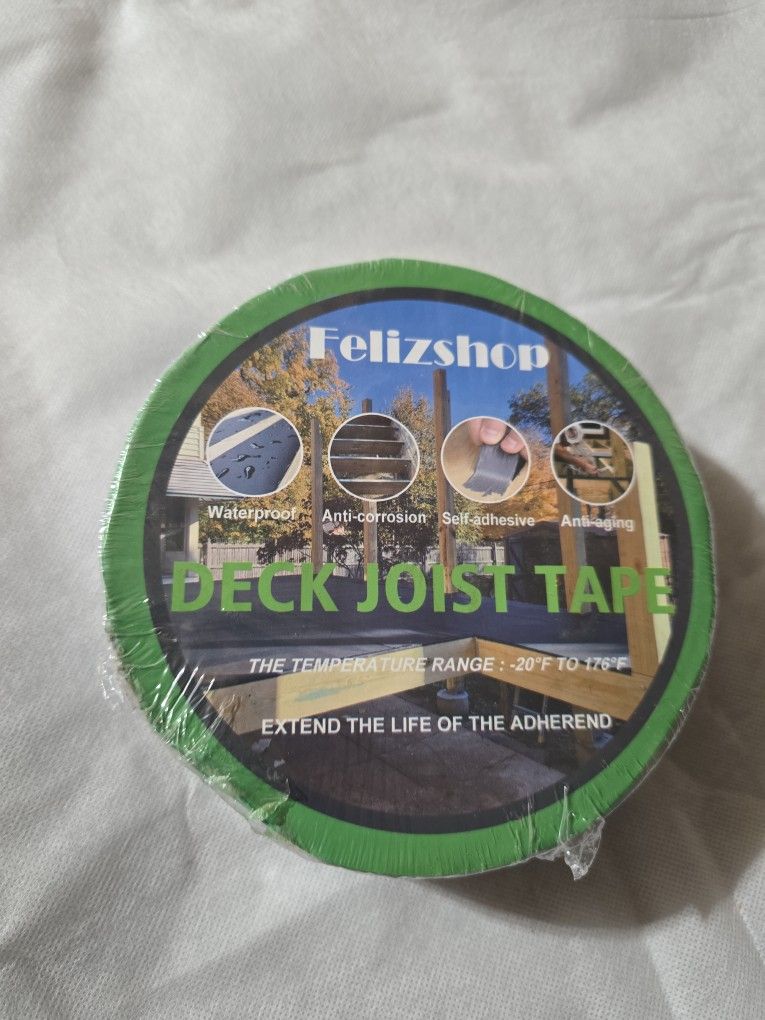 Felizshop
Waterproof Anti-corrosion Self-adhesive Anti-aging
DECK JOIST TAPE
THE TEMPERATURE RANGE : -20°F TO 176°F
EXTEND THE LIFE OF THE ADHEREND